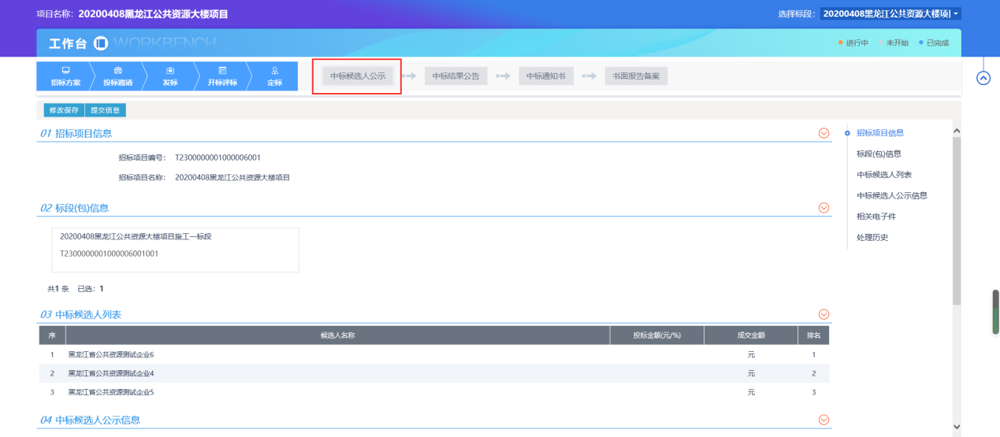 项目名称: 20200408黑龙江公共资源大楼项目
选择标段: 20200408黑龙江公共资源大楼项
工作台 WORKBENCH
进行中 未开始 已完成
招标方案 投标邀请 发标 开标评标 定标
中标候选人公示 中标结果公告 中标通知书 书面报告备案
修改保存 提交信息
01 招标项目信息
招标项目编号: T2300000001000006001
招标项目名称: 20200408黑龙江公共资源大楼项目
02 标段(包)信息
20200408黑龙江公共资源大楼项目施工一标段
T2300000001000006001001
共1 条 已选: 1
03 中标候选人列表
序 候选人名称 投标金额(元/%) 成交金额 排名
1 黑龙江省公共资源测试企业6 元 1
2 黑龙江省公共资源测试企业4 元 2
3 黑龙江省公共资源测试企业5 元 3
04 中标候选人公示信息
招标项目信息
标段(包)信息
中标候选人列表
中标候选人公示信息
相关电子件
处理历史